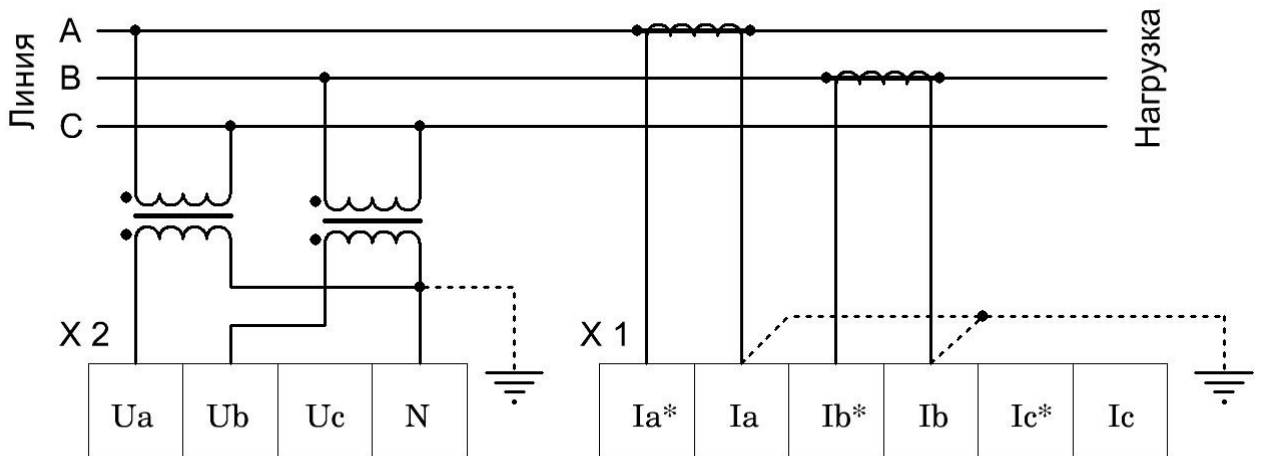 Линия
A
B
C
Нагрузка
X 2
X 1
Ua Ub Uc N
Ia* Ia Ib* Ib Ic* Ic